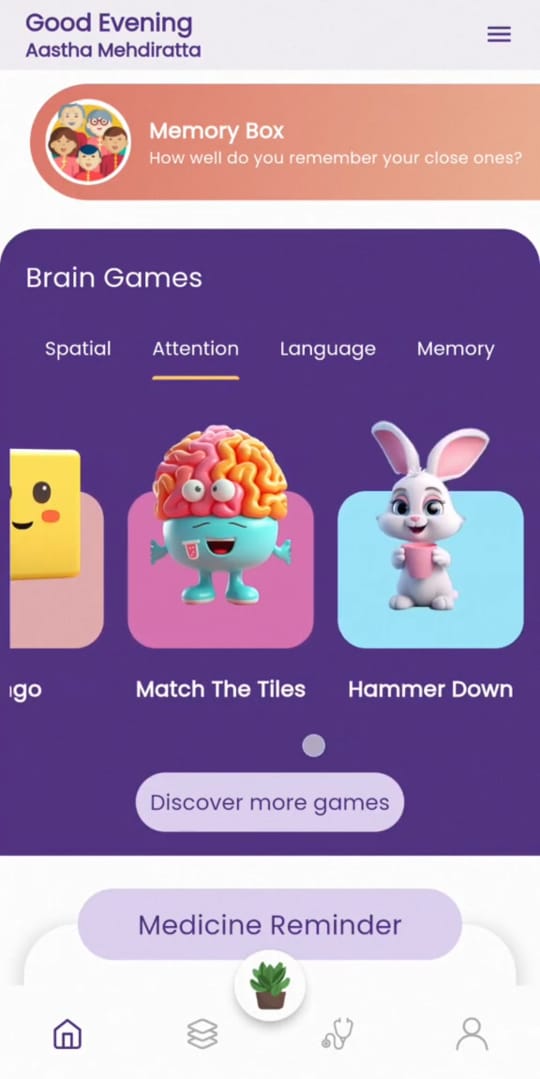 Good Evening
Aastha Mehdiratta
Memory Box
How well do you remember your close ones?
Brain Games
Spatial
Attention
Language
Memory
Match The Tiles
Hammer Down
Discover more games
Medicine Reminder